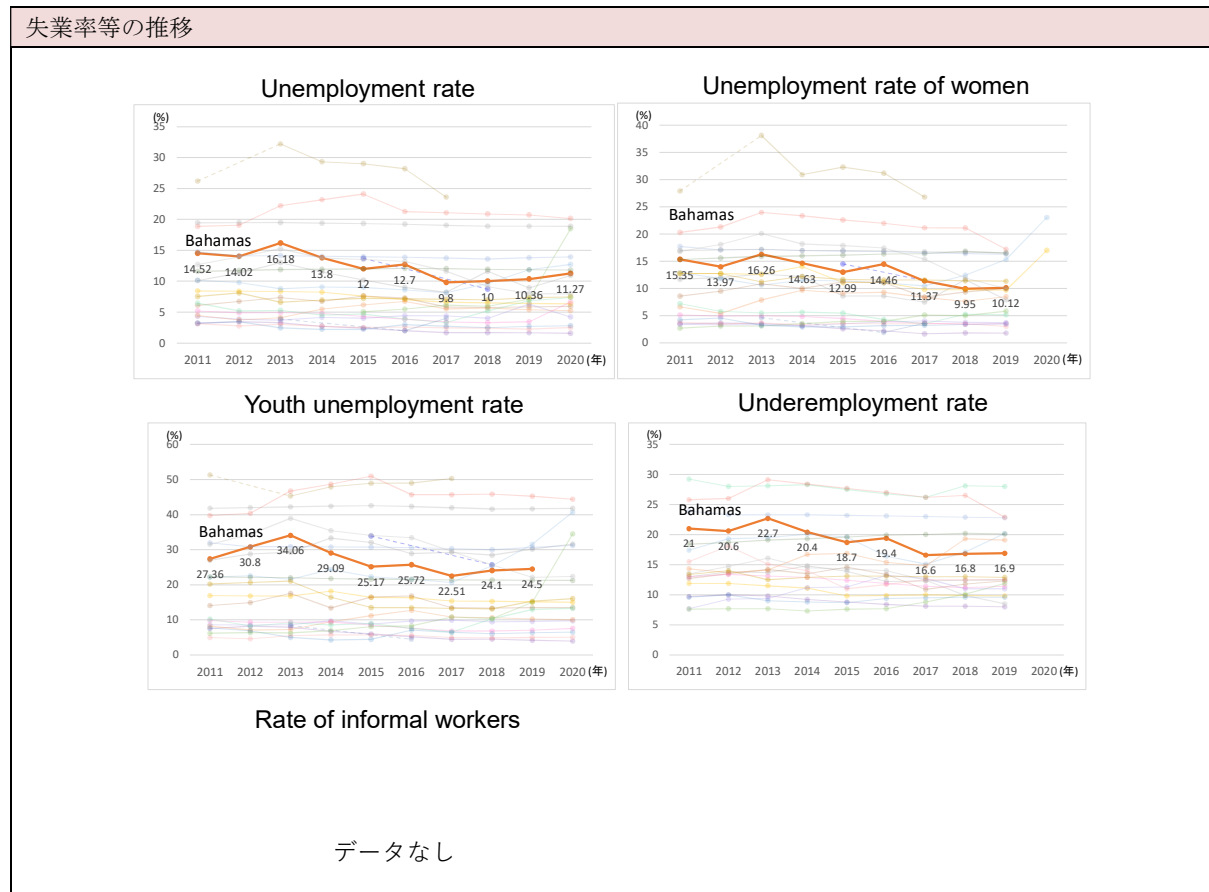 失業率等の推移
Unemployment rate
(%)
35
30
25
20
15
10
5
0
Bahamas
14.52 14.02 16.18 13.8 12 12.7 9.8 10 10.36 11.27
2011 2012 2013 2014 2015 2016 2017 2018 2019 2020 (年)
Unemployment rate of women
(%)
40
35
30
25
20
15
10
5
0
Bahamas
15.35 13.97 16.26 14.63 12.99 14.46 11.37 9.95 10.12
2011 2012 2013 2014 2015 2016 2017 2018 2019 2020 (年)
Youth unemployment rate
(%)
60
50
40
30
20
10
0
Bahamas
27.36 30.8 34.06 29.09 25.17 25.72 22.51 24.1 24.5
2011 2012 2013 2014 2015 2016 2017 2018 2019 2020 (年)
Underemployment rate
(%)
35
30
25
20
15
10
5
0
Bahamas
21 20.6 22.7 20.4 18.7 19.4 16.6 16.8 16.9
2011 2012 2013 2014 2015 2016 2017 2018 2019 2020 (年)
Rate of informal workers
データなし